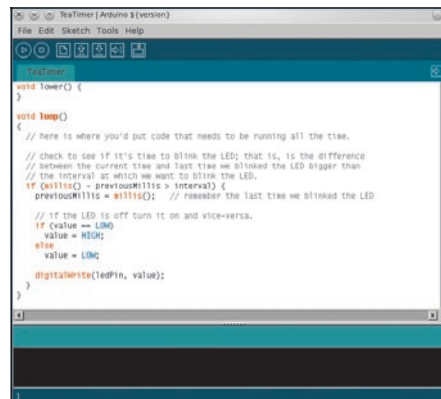 TeaTimer | Arduino ${version}
File Edit Sketch Tools Help
TeaTimer
void lower() {
}
void loop()
{
// here is where you'd put code that needs to be running all the time.
// check to see if it's time to blink the LED; that is, is the difference
// between the current time and last time we blinked the LED bigger than
// the interval at which we want to blink the LED.
if (millis() - previousMillis > interval) {
previousMillis = millis(); // remember the last time we blinked the LED
// if the LED is off turn it on and vice-versa.
if (value == LOW)
value = HIGH;
else
value = LOW;
digitalWrite(ledPin, value);
}
}
1